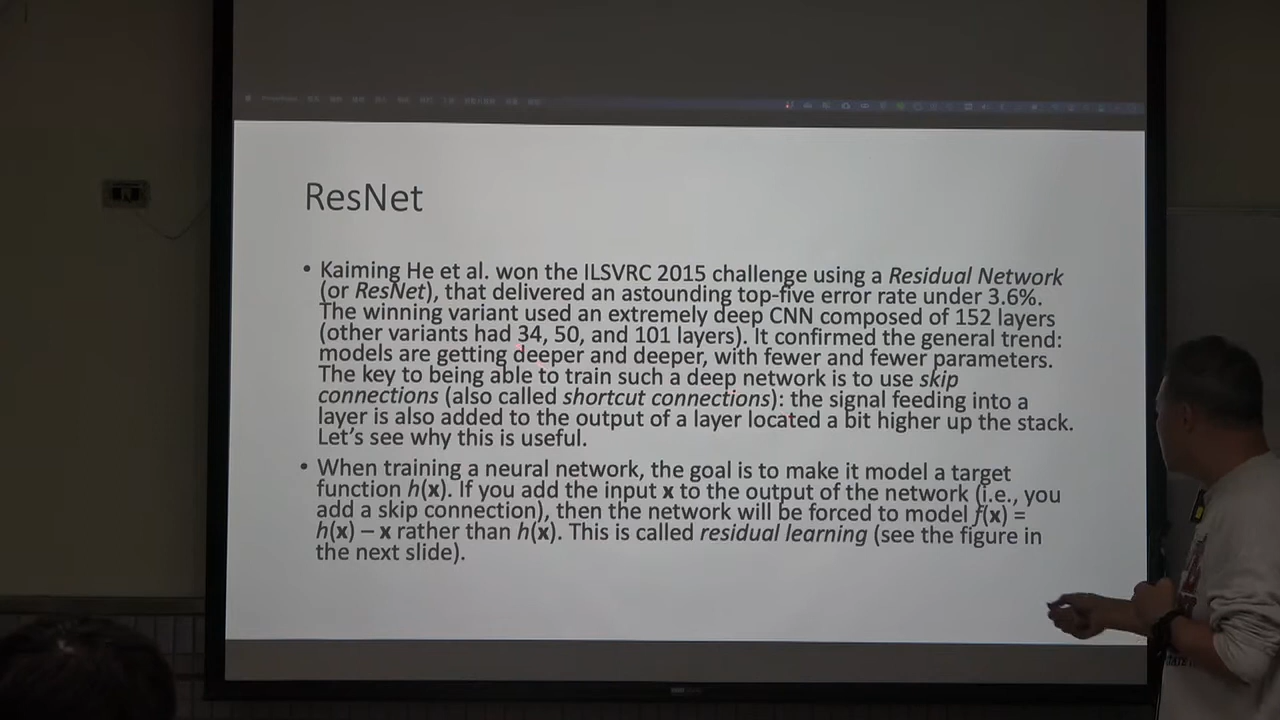 ResNet
• Kaiming He et al. won the ILSVRC 2015 challenge using a Residual Network
(or ResNet), that delivered an astounding top-five error rate under 3.6%.
The winning variant used an extremely deep CNN composed of 152 layers
(other variants had 34, 50, and 101 layers). It confirmed the general trend:
models are getting deeper and deeper, with fewer and fewer parameters.
The key to being able to train such a deep network is to use skip
connections (also called shortcut connections): the signal feeding into a
layer is also added to the output of a layer located a bit higher up the stack.
Let's see why this is useful.
• When training a neural network, the goal is to make it model a target
function h(x). If you add the input x to the output of the network (i.e., you
add a skip connection), then the network will be forced to model f(x) =
h(x) – x rather than h(x). This is called residual learning (see the figure in
the next slide).